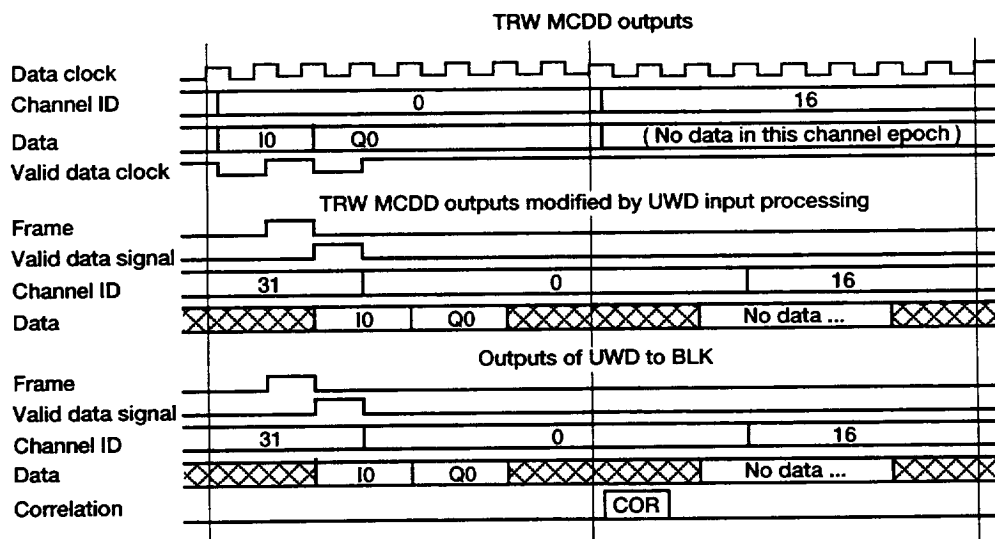 TRW MCDD outputs
Data clock
Channel ID 0 16
Data I0 Q0 ( No data in this channel epoch )
Valid data clock
TRW MCDD outputs modified by UWD input processing
Frame
Valid data signal
Channel ID 31 0 16
Data I0 Q0 No data ...
Outputs of UWD to BLK
Frame
Valid data signal
Channel ID 31 0 16
Data I0 Q0 No data ...
Correlation COR